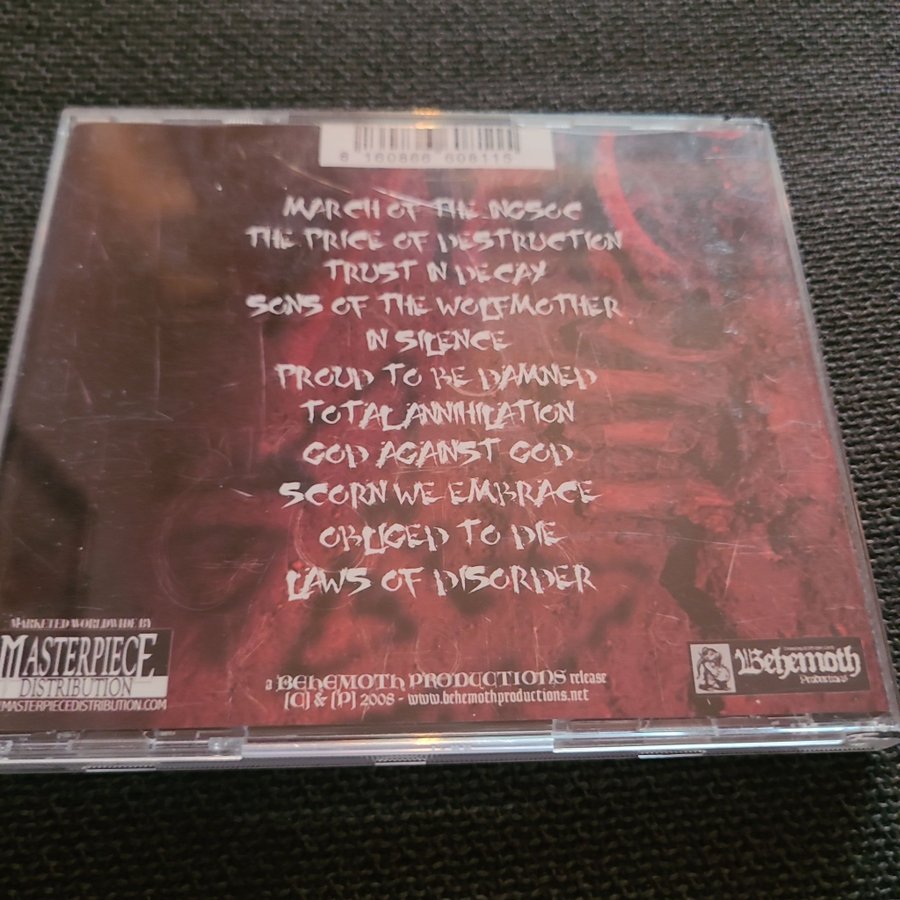 8 160866 608116
MARCH OF THE INGSOC
THE PRICE OF DESTRUCTION
TRUST IN DECAY
SONS OF THE WOLFMOTHER
IN SILENCE
PROUD TO BE DAMNED
TOTAL ANNIHILATION
GOD AGAINST GOD
SCORN WE EMBRACE
OBLIGED TO DIE
LAWS OF DISORDER
MARKETED WORLDWIDE BY
MASTERPIECE
DISTRIBUTION
MASTERPIECEDISTRIBUTION.COM
a BEHEMOTH PRODUCTIONS release
[C] & [P] 2008 - www.behemothproductions.net
Behemoth
Productions